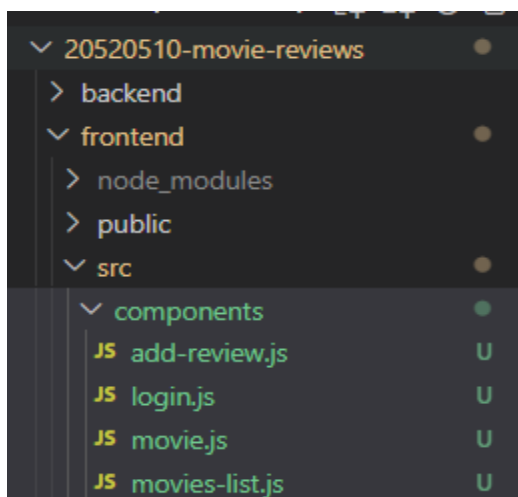 20520510-movie-reviews
backend
frontend
node_modules
public
src
components
JS add-review.js U
JS login.js U
JS movie.js U
JS movies-list.js U